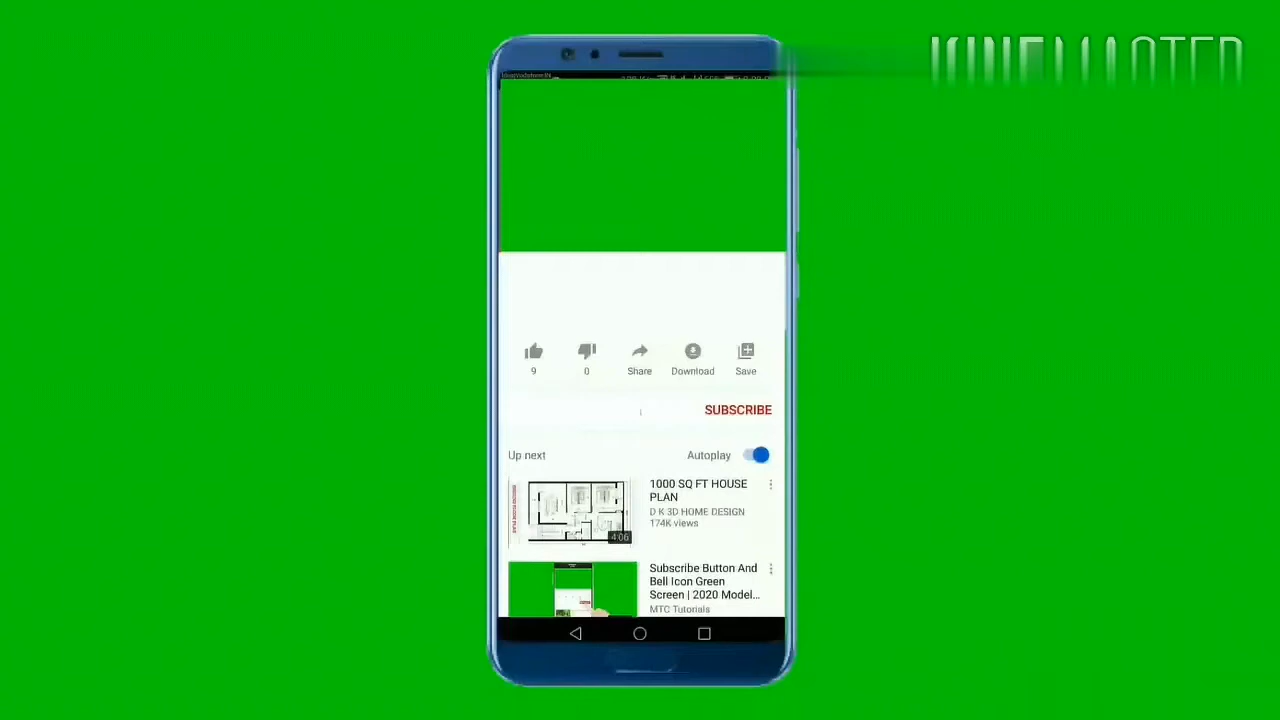 KINEMASTER
9
0
Share
Download
Save
SUBSCRIBE
Up next
Autoplay
1000 SQ FT HOUSE
PLAN
D K 3D HOME DESIGN
174K views
4:06
Subscribe Button And
Bell Icon Green
Screen | 2020 Model...
MTC Tutorials